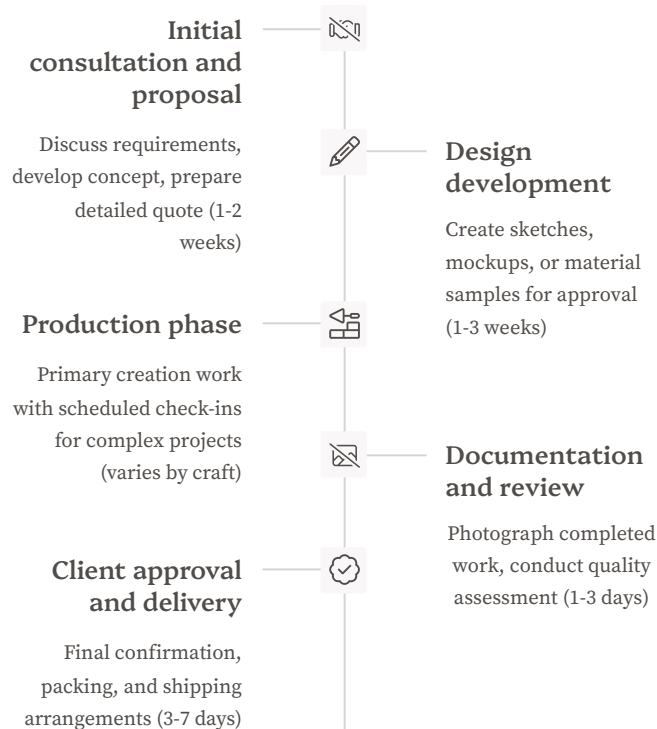 Initial
consultation and
proposal
Discuss requirements,
develop concept, prepare
detailed quote (1-2
weeks)
Design
development
Create sketches,
mockups, or material
samples for approval
(1-3 weeks)
Production phase
Primary creation work
with scheduled check-ins
for complex projects
(varies by craft)
Documentation
and review
Photograph completed
work, conduct quality
assessment (1-3 days)
Client approval
and delivery
Final confirmation,
packing, and shipping
arrangements (3-7 days)